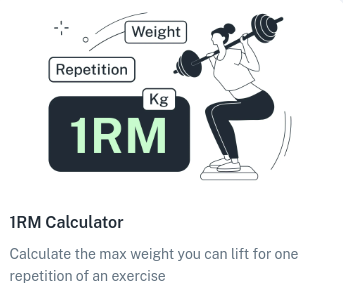 Weight
Repetition
Kg
1RM
1RM Calculator
Calculate the max weight you can lift for one
repetition of an exercise